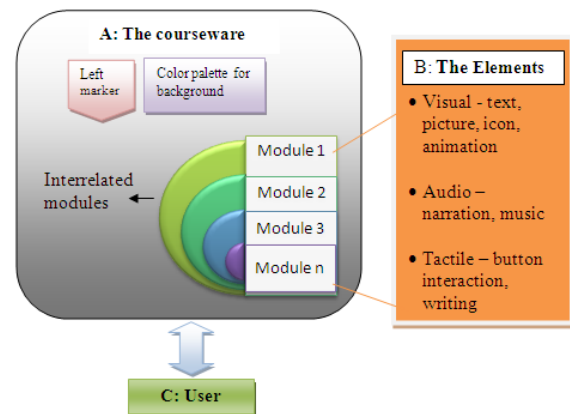 A: The courseware
Left
marker
Color palette for
background
Interrelated
modules
Module 1
Module 2
Module 3
Module n
B: The Elements
• Visual - text,
picture, icon,
animation
• Audio –
narration, music
• Tactile – button
interaction,
writing
C: User